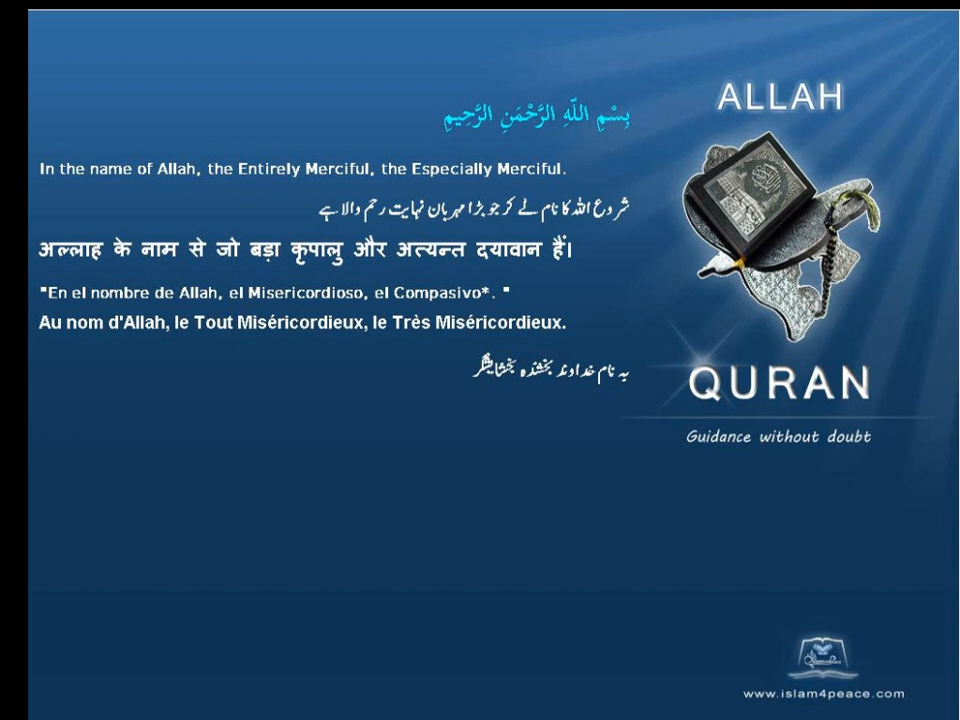 بِسْمِ اللّهِ الرَّحْمَنِ الرَّحِيمِ
In the name of Allah, the Entirely Merciful, the Especially Merciful.
شروع الله کا نام لے کر جو بڑا مہربان نہایت رحم والا ہے
अल्लाह के नाम से जो बड़ा कृपालु और अत्यन्त दयावान हैं।
"En el nombre de Allah, el Misericordioso, el Compasivo*. "
Au nom d'Allah, le Tout Miséricordieux, le Très Miséricordieux.
به نام خداوند بخشنده بخشایشگر
ALLAH
QURAN
Guidance without doubt
www.islam4peace.com